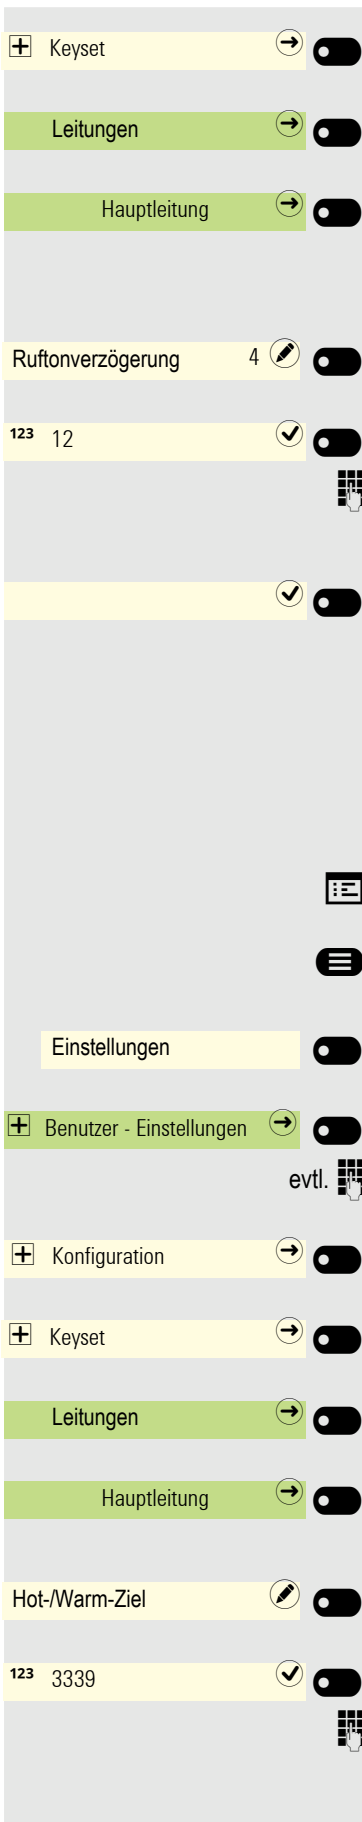 Keyset
Leitungen
Hauptleitung
Ruftonverzögerung 4
123 12
Einstellungen
Benutzer - Einstellungen
evtl.
Konfiguration
Keyset
Leitungen
Hauptleitung
Hot-/Warm-Ziel
123 3339